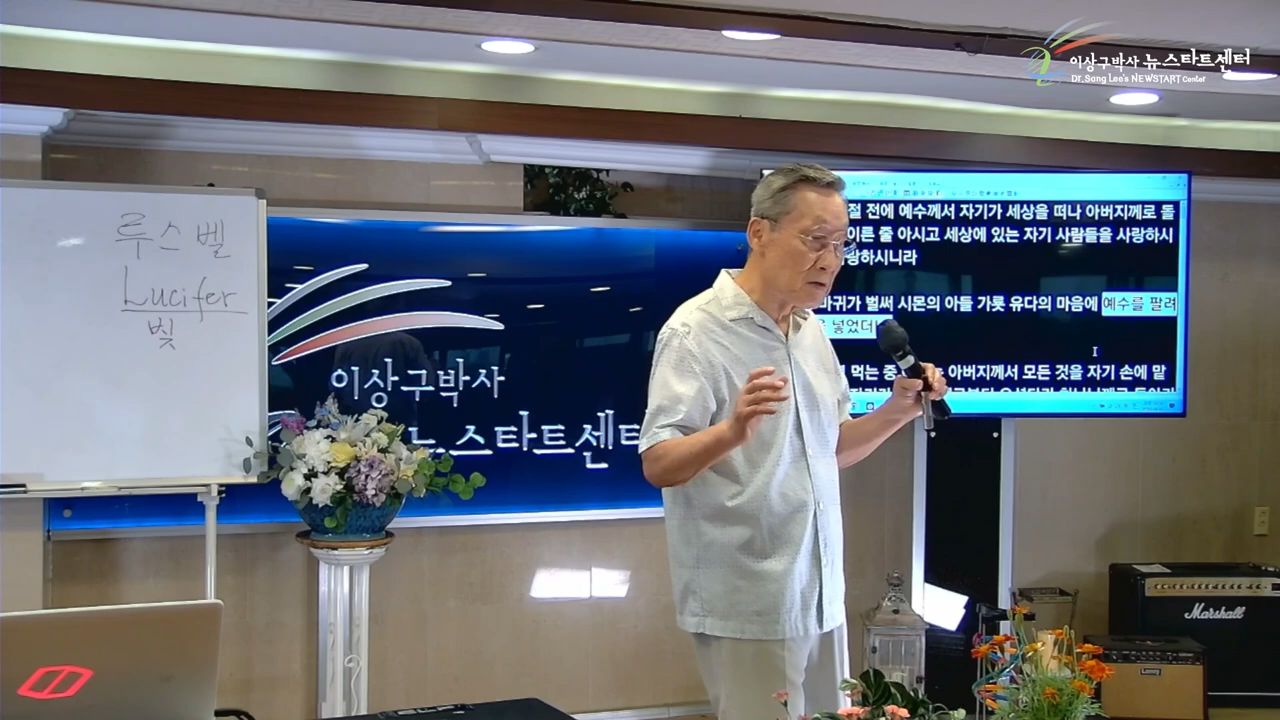 이상구박사 뉴스타트센터
Dr. Sang Lee's NEWSTART Center
루스벨
Lucifer
빛
이상구박사
뉴스타트센터
절 전에 예수께서 자기가 세상을 떠나 아버지께로 돌
이른 줄 아시고 세상에 있는 자기 사람들을 사랑하시
랑하시니라
마귀가 벌써 시몬의 아들 가룟 유다의 마음에 예수를 팔려
넣었더니
먹는 중 아버지께서 모든 것을 자기 손에 맡
Marshall
Laney